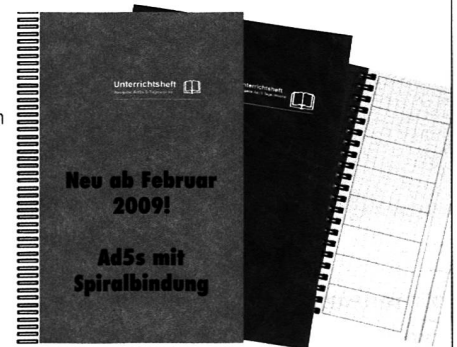 Unterrichtsheft
Neu ab Februar
2009!
Ad5s mit
Spiralbindung
Unterrichtsheft